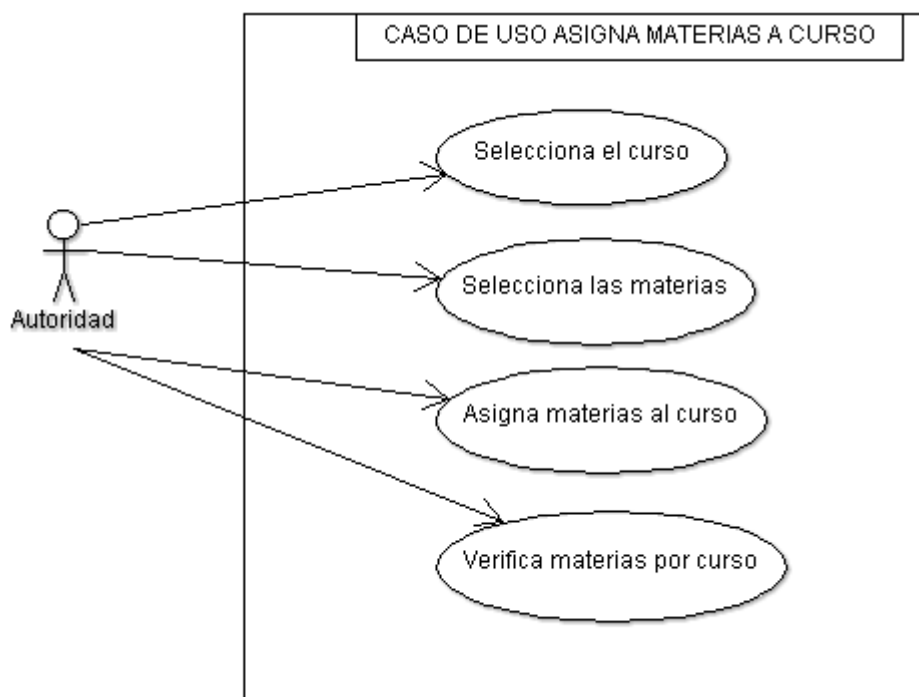 CASO DE USO ASIGNA MATERIAS A CURSO
Selecciona el curso
Selecciona las materias
Autoridad
Asigna materias al curso
Verifica materias por curso